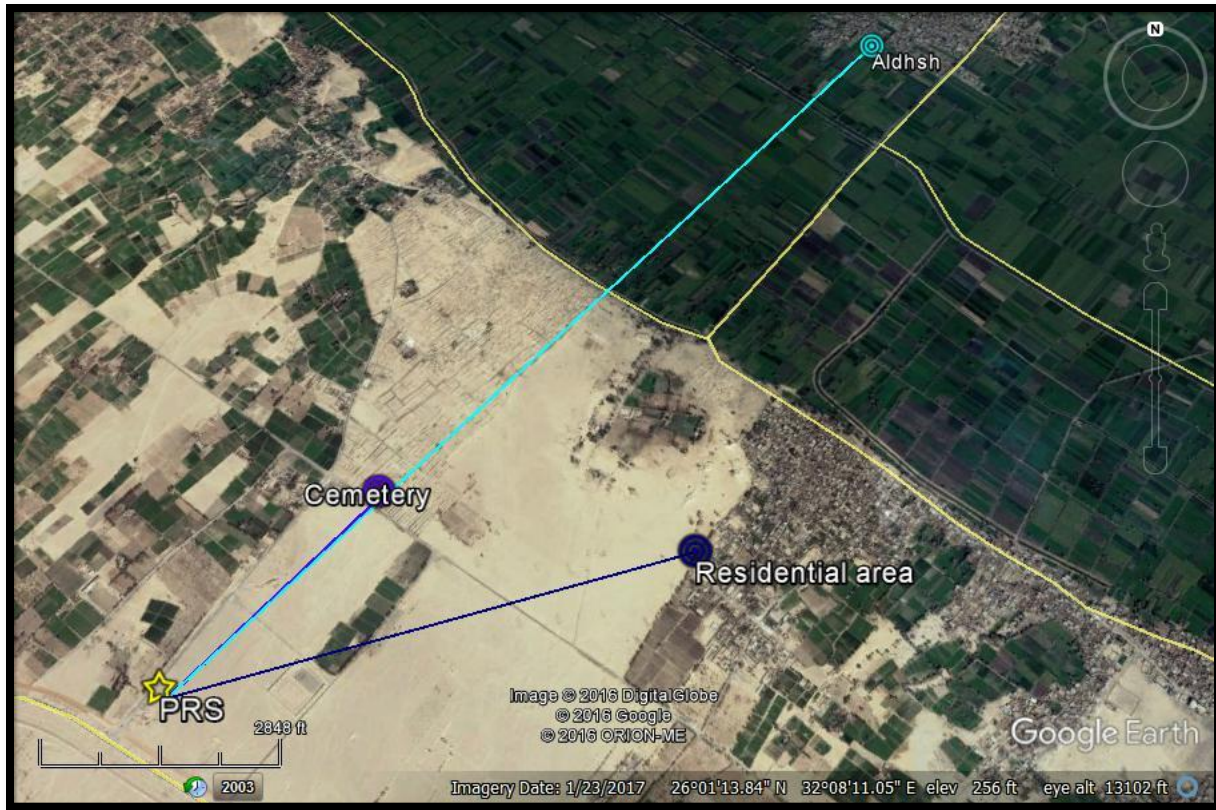 N
Aldhsh
Cemetery
Residential area
PRS
2848 ft
Image © 2016 DigitalGlobe
© 2016 Google
© 2016 ORION-ME
Google Earth
2003
Imagery Date: 1/23/2017 26°01'13.84" N 32°08'11.05" E elev 256 ft eye alt 13102 ft